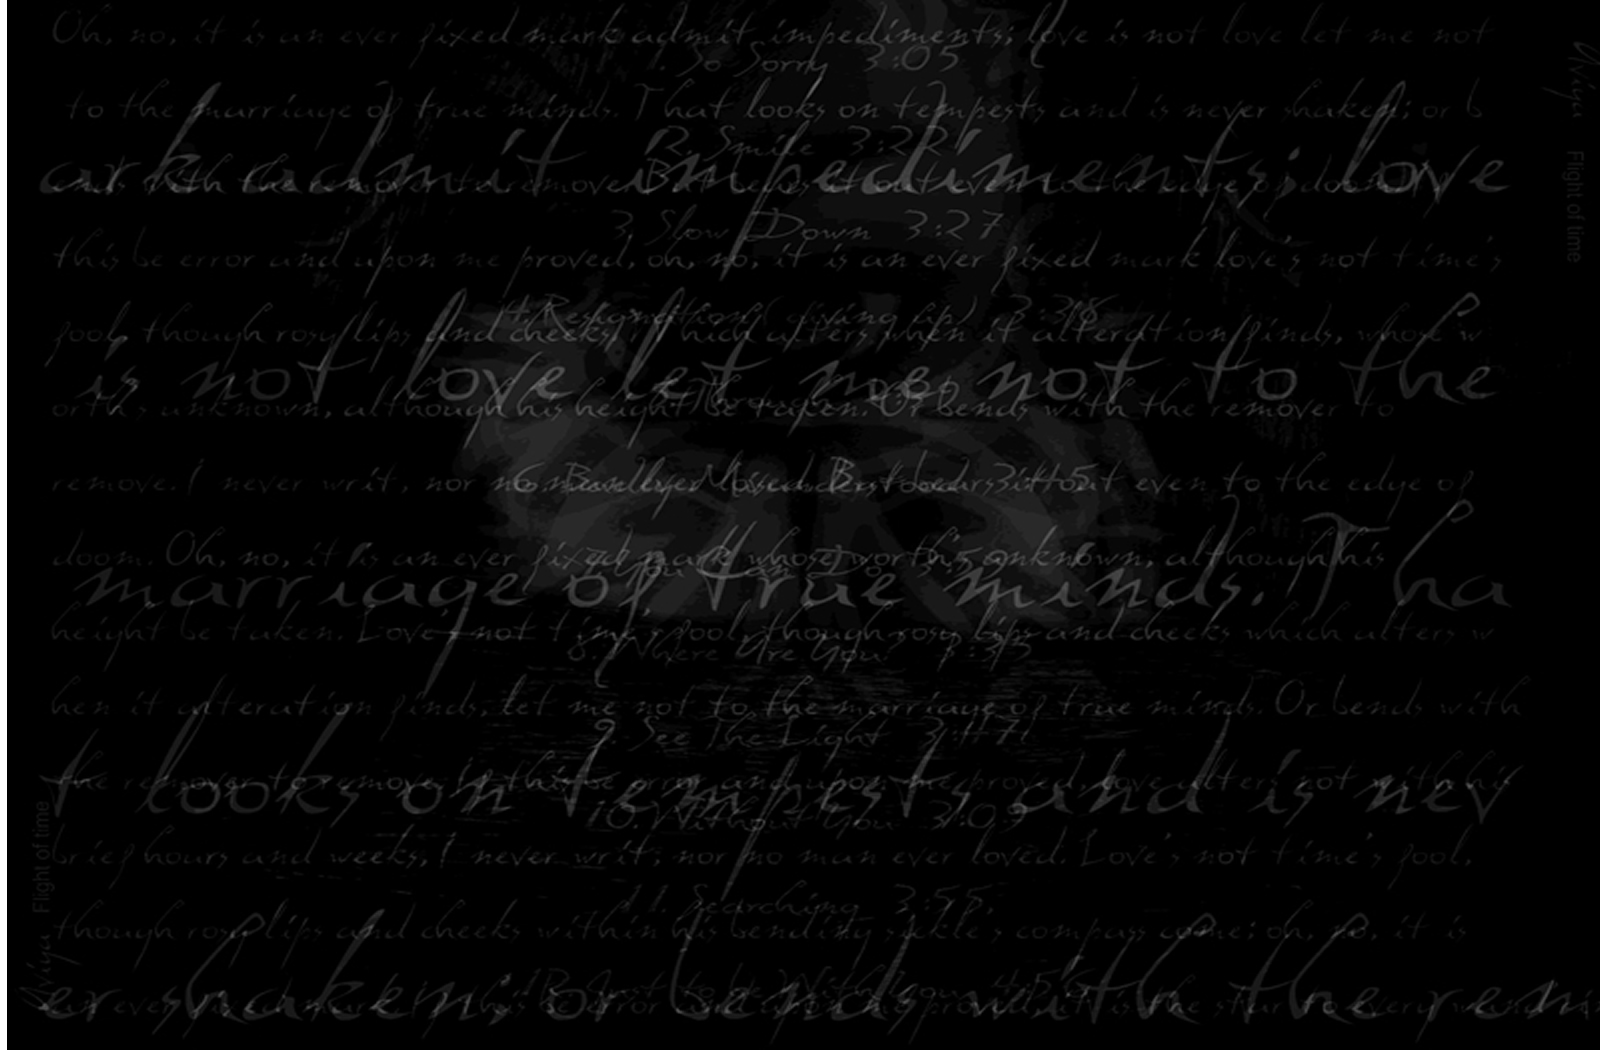 Oh, no, it is an ever fixed mark admit impediments; love is not love let me not
1. So Sorry 3:05
to the marriage of true minds. That looks on tempests and is never shaken; or b
2. Smile 3:22
ark admit impediments; love
ends with the remover to remove. But bears it out even to the edge of doom.
3. Slow Down 3:27
this be error and upon me proved, oh, no, it is an ever fixed mark love's not time's
4. Resignation (giving up) 3:38
fool, though rosy lips and cheeks, Which alters when it alteration finds, whose w
is not love let me not to the
orth's unknown, although his height be taken. Or bends with the remover to
remove. I never writ, nor no man ever loved. But bears it out even to the edge of
doom. Oh, no, it is an ever fixed mark whose worth's unknown, although his
marriage of true minds. Tha
height be taken. Love's not time's fool, though rosy lips and cheeks which alters w
8. Where Are You? 3:43
hen it alteration finds, let me not to the marriage of true minds. Or bends with
9. See The Light 3:47
the remover to remove: if this be error and upon me proved, love alters not with his
t looks on tempests and is nev
10. Without You 3:09
brief hours and weeks, I never writ, nor no man ever loved. Love's not time's fool,
11. Searching 3:55
though rosy lips and cheeks within his bending sickle's compass come; oh, no, it is
an ever fixed mark if this be error and upon me proved it is the star to every wand
er shaken; or bends with the rem
Flight of time
Flight of time